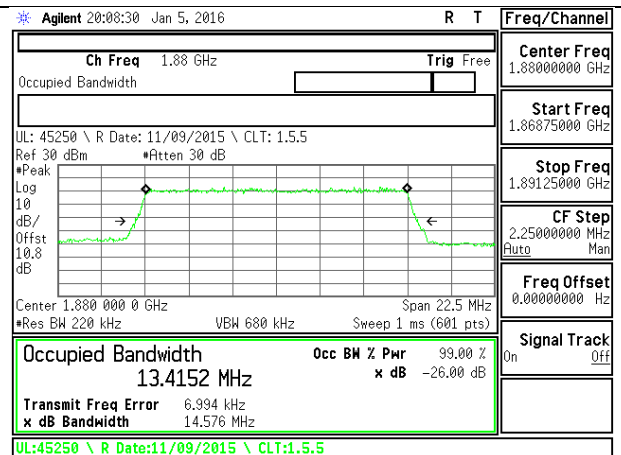 Agilent 20:08:30 Jan 5, 2016 R T Freq/Channel
Ch Freq 1.88 GHz Trig Free
Occupied Bandwidth
Center Freq
1.88000000 GHz
Start Freq
1.86875000 GHz
UL: 45250 \ R Date: 11/09/2015 \ CLT: 1.5.5
Ref 30 dBm #Atten 30 dB
#Peak
Log
10
dB/
Offst
10.8
dB
Stop Freq
1.89125000 GHz
CF Step
2.25000000 MHz
Auto Man
Freq Offset
0.00000000 Hz
Center 1.880 000 0 GHz Span 22.5 MHz
#Res BW 220 kHz VBW 680 kHz Sweep 1 ms (601 pts)
Signal Track
On Off
Occupied Bandwidth Occ BW % Pwr 99.00 %
13.4152 MHz x dB -26.00 dB
Transmit Freq Error 6.994 kHz
x dB Bandwidth 14.576 MHz
UL:45250 \ R Date:11/09/2015 \ CLT:1.5.5